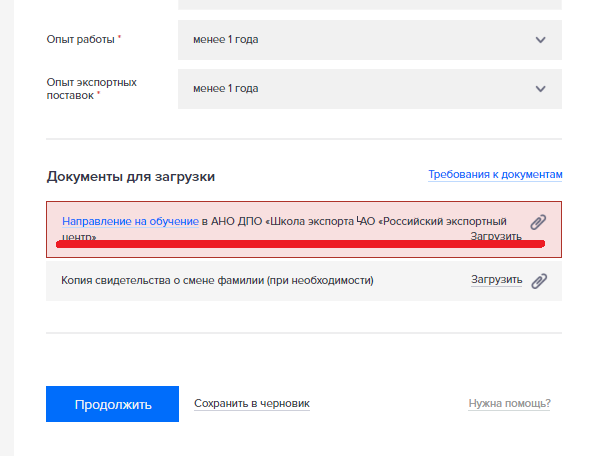 Опыт работы *
менее 1 года
Опыт экспортных
поставок *
менее 1 года
Документы для загрузки
Требования к документам
Направление на обучение в АНО ДПО «Школа экспорта АО «Российский экспортный
центр»
Загрузить
Копия свидетельства о смене фамилии (при необходимости)
Загрузить
Продолжить
Сохранить в черновик
Нужна помощь?